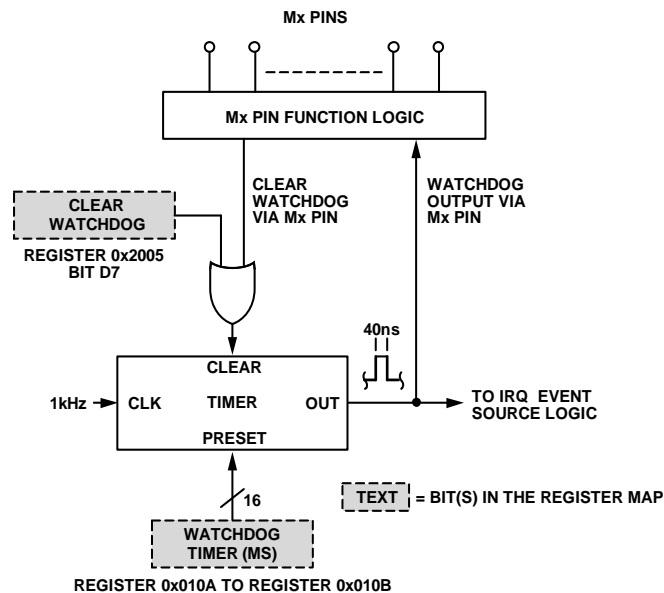 Mx PINS
Mx PIN FUNCTION LOGIC
CLEAR
WATCHDOG
VIA Mx PIN
WATCHDOG
OUTPUT VIA
Mx PIN
CLEAR
WATCHDOG
REGISTER 0x2005
BIT D7
40ns
CLEAR
1kHz
CLK
TIMER
OUT
PRESET
TO IRQ EVENT
SOURCE LOGIC
16
TEXT = BIT(S) IN THE REGISTER MAP
WATCHDOG
TIMER (MS)
REGISTER 0x010A TO REGISTER 0x010B